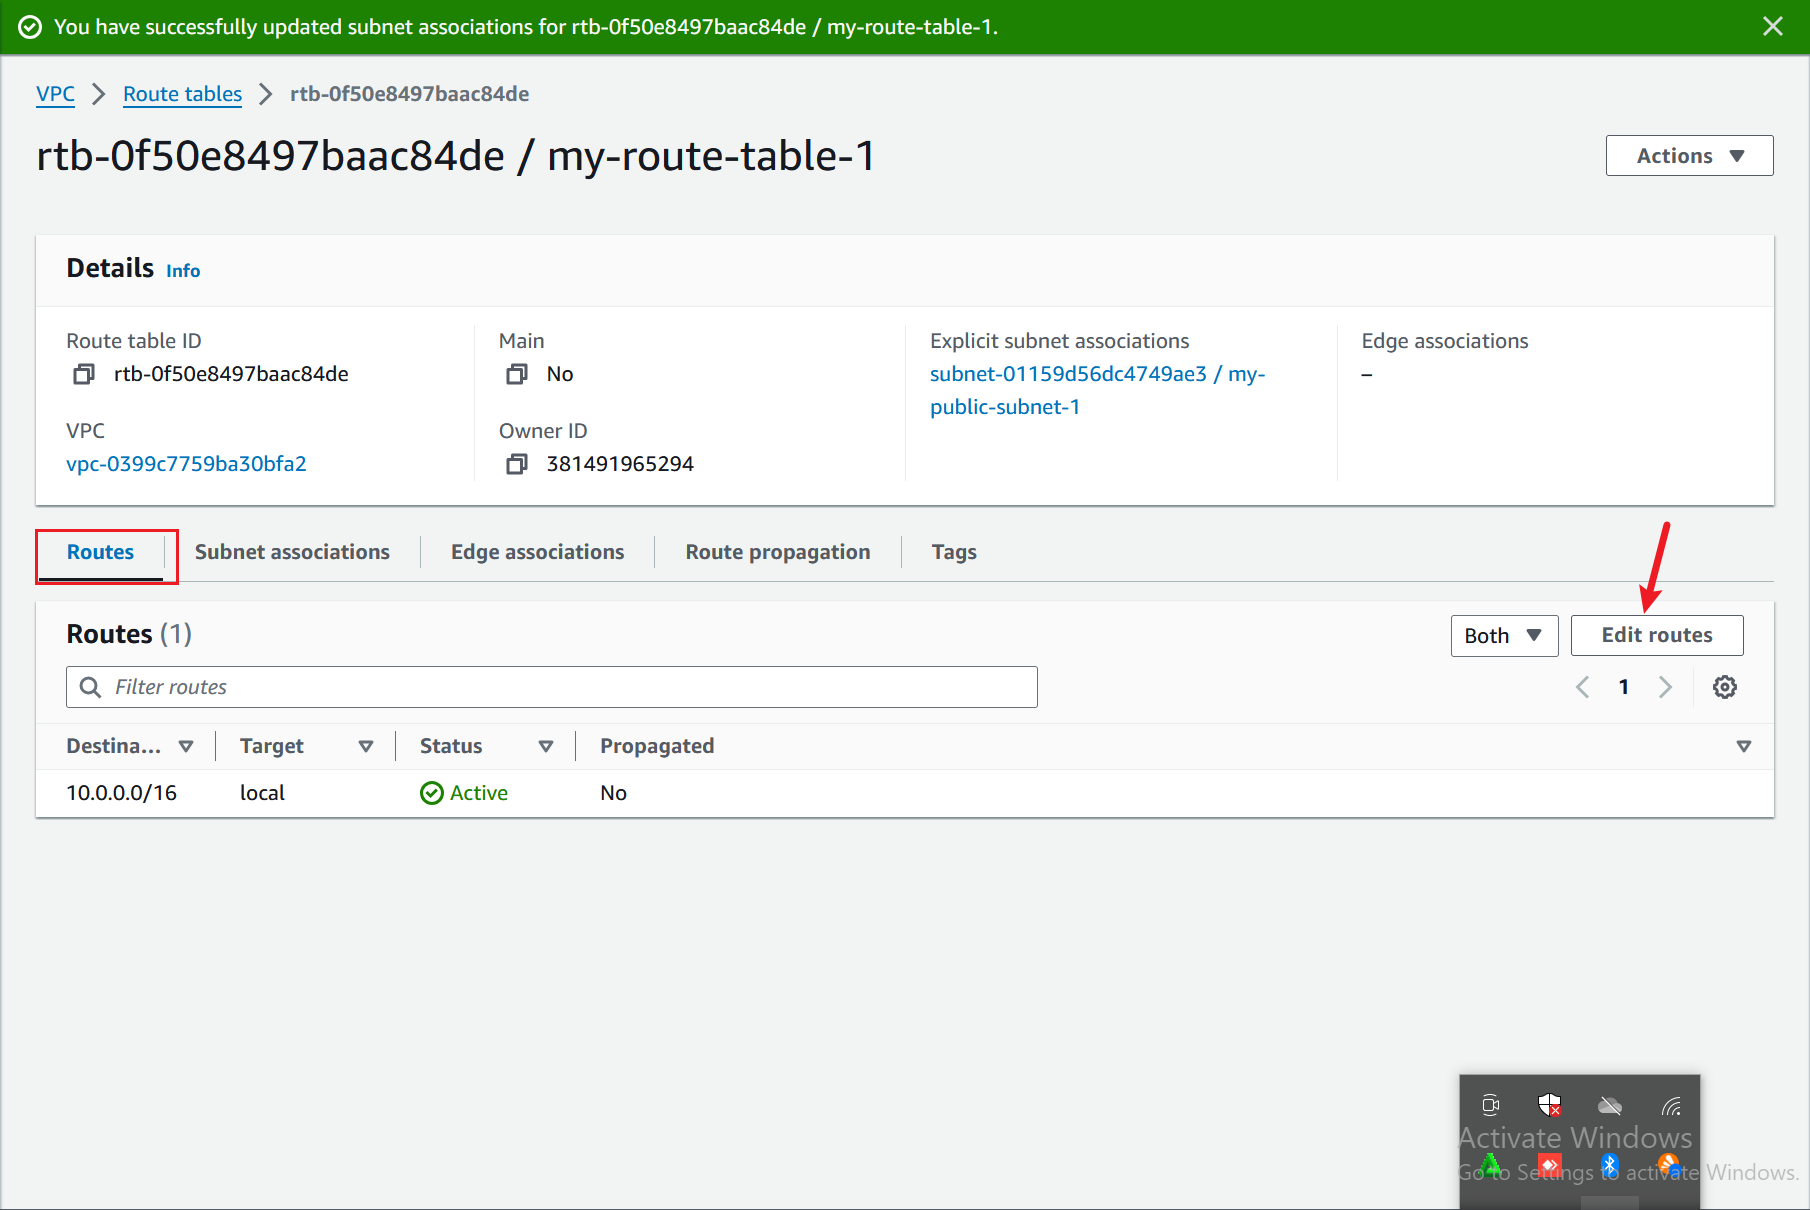 You have successfully updated subnet associations for rtb-0f50e8497baac84de / my-route-table-1.
VPC > Route tables > rtb-0f50e8497baac84de
rtb-0f50e8497baac84de / my-route-table-1
Actions
Details Info
Route table ID
rtb-0f50e8497baac84de
Main
No
Explicit subnet associations
subnet-01159d56dc4749ae3 / my-
public-subnet-1
Edge associations
–
VPC
vpc-0399c7759ba30bfa2
Owner ID
381491965294
Routes Subnet associations Edge associations Route propagation Tags
Routes (1)
Both
Edit routes
Filter routes
1
Destina... Target Status Propagated
10.0.0.0/16 local Active No
Activate Windows
Go to Settings to activate Windows.